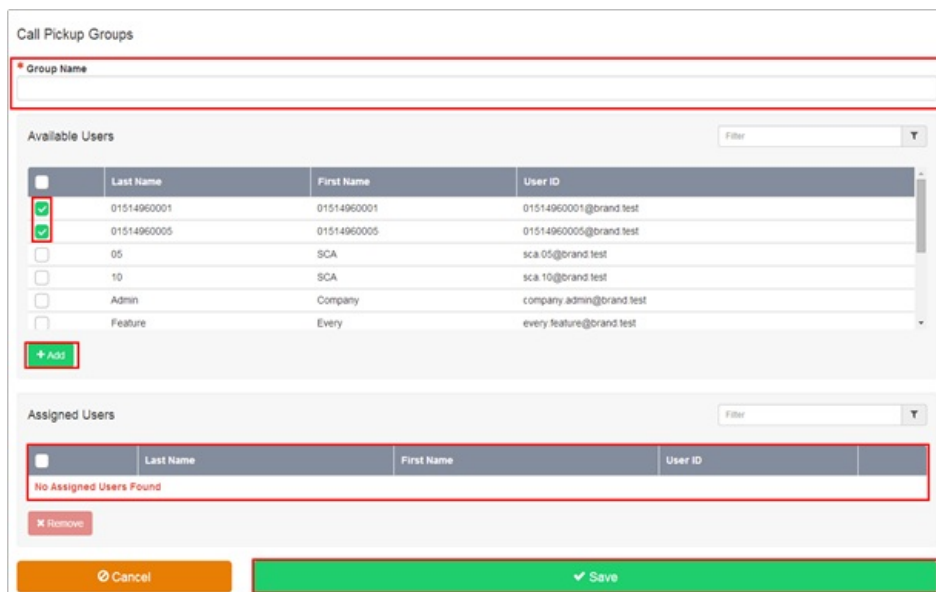 Call Pickup Groups
* Group Name
Available Users
Filter
Last Name First Name User ID
01514960001 01514960001 01514960001@brand.test
01514960005 01514960005 01514960005@brand.test
05 SCA sca.05@brand.test
10 SCA sca.10@brand.test
Admin Company company.admin@brand.test
Feature Every every.feature@brand.test
+ Add
Assigned Users
Filter
Last Name First Name User ID
No Assigned Users Found
Remove
Cancel
Save